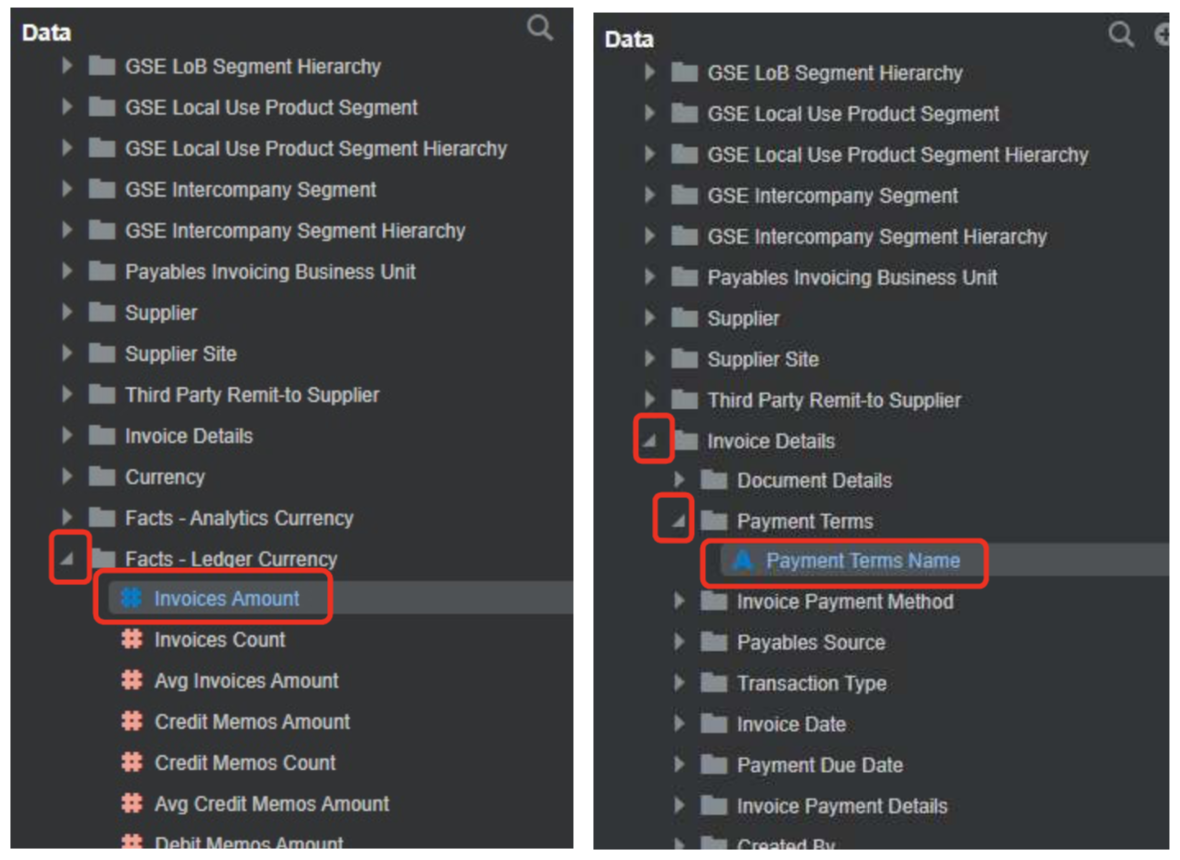 Data
GSE LoB Segment Hierarchy
GSE Local Use Product Segment
GSE Local Use Product Segment Hierarchy
GSE Intercompany Segment
GSE Intercompany Segment Hierarchy
Payables Invoicing Business Unit
Supplier
Supplier Site
Third Party Remit-to Supplier
Invoice Details
Currency
Facts - Analytics Currency
Facts - Ledger Currency
Invoices Amount
Invoices Count
Avg Invoices Amount
Credit Memos Amount
Credit Memos Count
Avg Credit Memos Amount
Debit Memos Amount
Data
GSE LoB Segment Hierarchy
GSE Local Use Product Segment
GSE Local Use Product Segment Hierarchy
GSE Intercompany Segment
GSE Intercompany Segment Hierarchy
Payables Invoicing Business Unit
Supplier
Supplier Site
Third Party Remit-to Supplier
Invoice Details
Document Details
Payment Terms
A Payment Terms Name
Invoice Payment Method
Payables Source
Transaction Type
Invoice Date
Payment Due Date
Invoice Payment Details
Created By